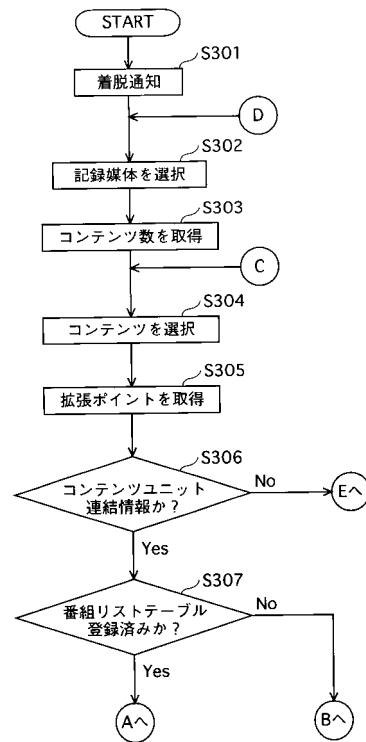 START
S301
着脱通知
D
S302
記録媒体を選択
S303
コンテンツ数を取得
C
S304
コンテンツを選択
S305
拡張ポイントを取得
S306
コンテンツユニット
連結情報か?
No
Eへ
Yes
S307
番組リストテーブル
登録済みか?
No
Yes
Aへ
Bへ